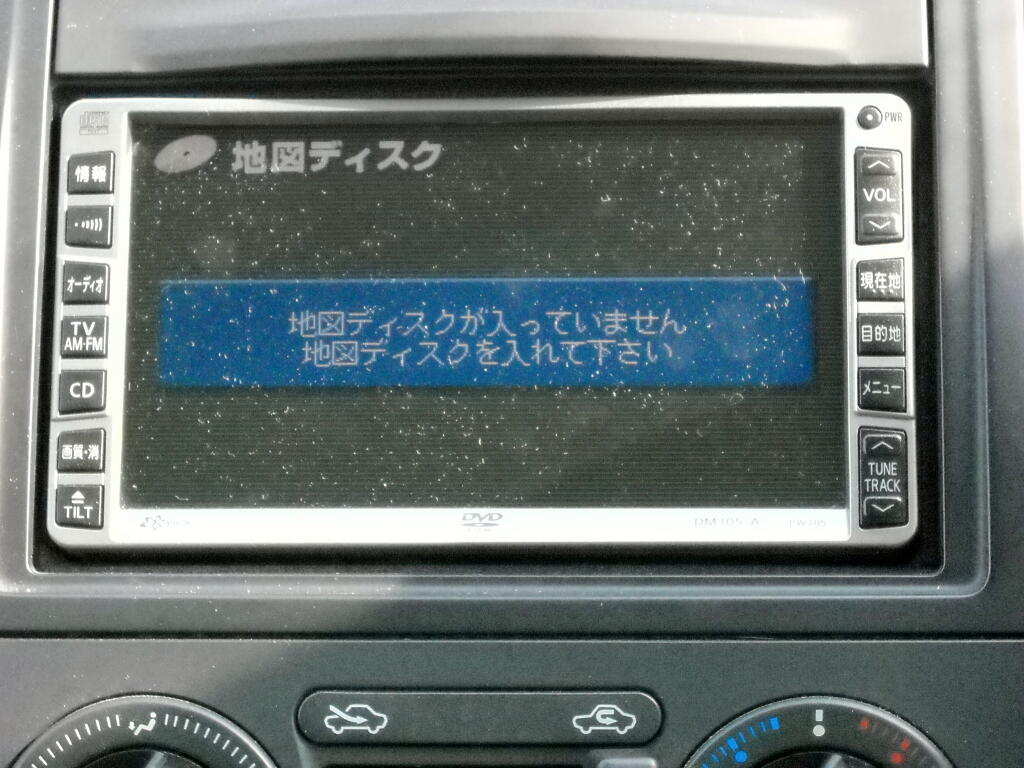 PWR
地図ディスク
情報
VOL
オーディオ
現在地
地図ディスクが入っていません
地図ディスクを入れて下さい
TV
AM·FM
目的地
CD
メニュー
画質·消
TUNE
TRACK
TILT
DVD